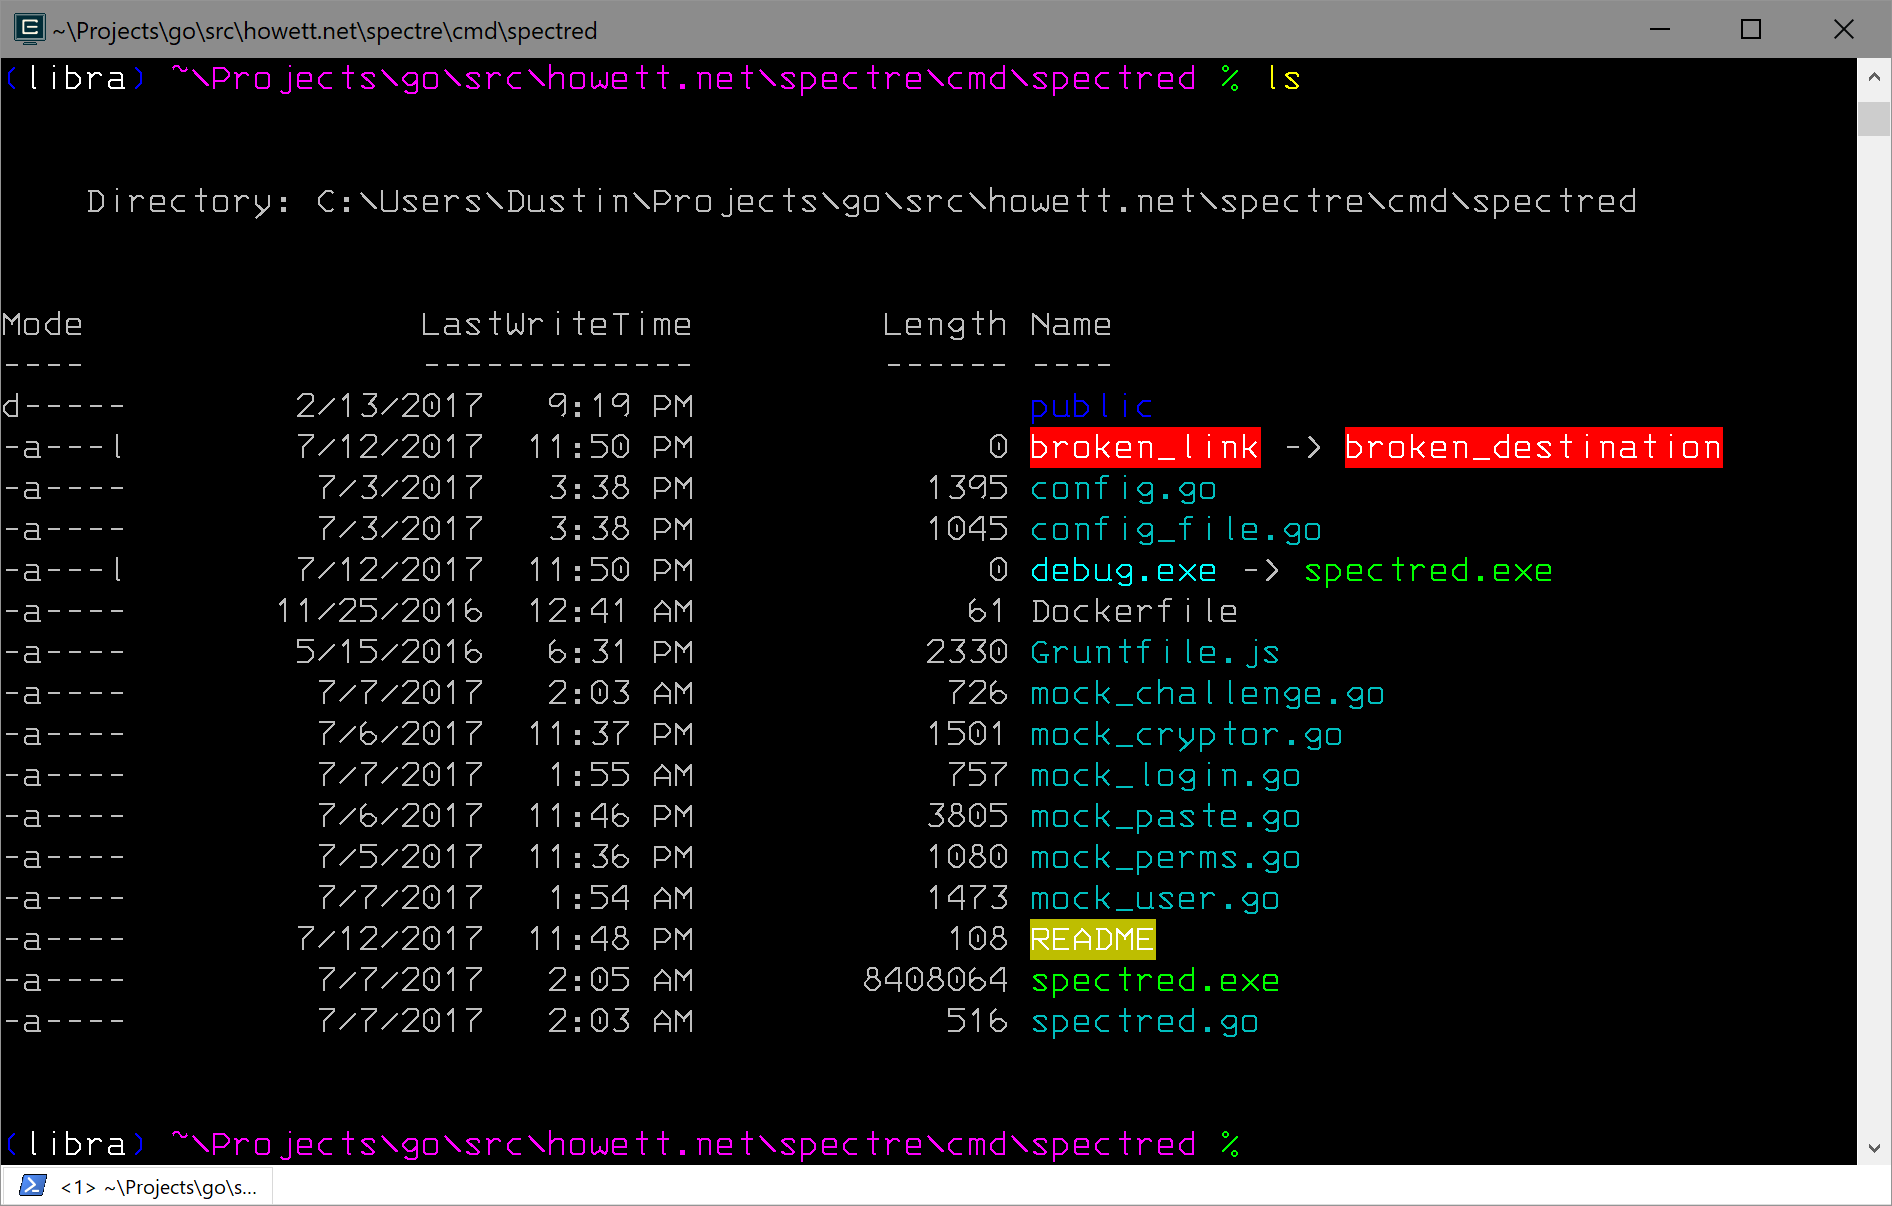 ~\Projects\go\src\howett.net\spectre\cmd\spectred
(libra) ~\Projects\go\src\howett.net\spectre\cmd\spectred % ls
Directory: C:\Users\Dustin\Projects\go\src\howett.net\spectre\cmd\spectred
Mode LastWriteTime Length Name
---- ------------- ------ ----
d----- 2/13/2017 9:19 PM public
-a---l 7/12/2017 11:50 PM 0 broken_link -> broken_destination
-a---- 7/3/2017 3:38 PM 1395 config.go
-a---- 7/3/2017 3:38 PM 1045 config_file.go
-a---l 7/12/2017 11:50 PM 0 debug.exe -> spectred.exe
-a---- 11/25/2016 12:41 AM 61 Dockerfile
-a---- 5/15/2016 6:31 PM 2330 Gruntfile.js
-a---- 7/7/2017 2:03 AM 726 mock_challenge.go
-a---- 7/6/2017 11:37 PM 1501 mock_cryptor.go
-a---- 7/7/2017 1:55 AM 757 mock_login.go
-a---- 7/6/2017 11:46 PM 3805 mock_paste.go
-a---- 7/5/2017 11:36 PM 1080 mock_perms.go
-a---- 7/7/2017 1:54 AM 1473 mock_user.go
-a---- 7/12/2017 11:48 PM 108 README
-a---- 7/7/2017 2:05 AM 8408064 spectred.exe
-a---- 7/7/2017 2:03 AM 516 spectred.go
(libra) ~\Projects\go\src\howett.net\spectre\cmd\spectred %
<1> ~\Projects\go\s...